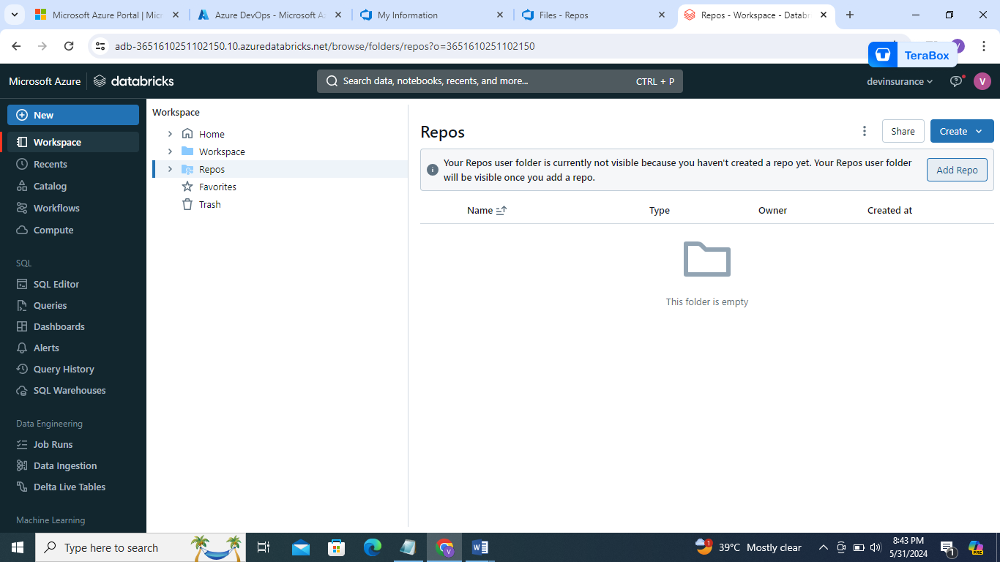 Microsoft Azure Portal | Mic
Azure DevOps - Microsoft A
My Information
Files - Repos
Repos - Workspace - Datab
adb-3651610251102150.10.azuredatabricks.net/browse/folders/repos?o=3651610251102150
TeraBox
Microsoft Azure
databricks
Search data, notebooks, recents, and more...
CTRL + P
devinsurance
V
New
Workspace
Recents
Catalog
Workflows
Compute
SQL
SQL Editor
Queries
Dashboards
Alerts
Query History
SQL Warehouses
Data Engineering
Job Runs
Data Ingestion
Delta Live Tables
Machine Learning
Workspace
Home
Workspace
Repos
Favorites
Trash
Repos
Share
Create
Your Repos user folder is currently not visible because you haven't created a repo yet. Your Repos user folder
will be visible once you add a repo.
Add Repo
Name
Type
Owner
Created at
This folder is empty
Type here to search
1
39°C Mostly clear
8:43 PM
5/31/2024
1
PRE